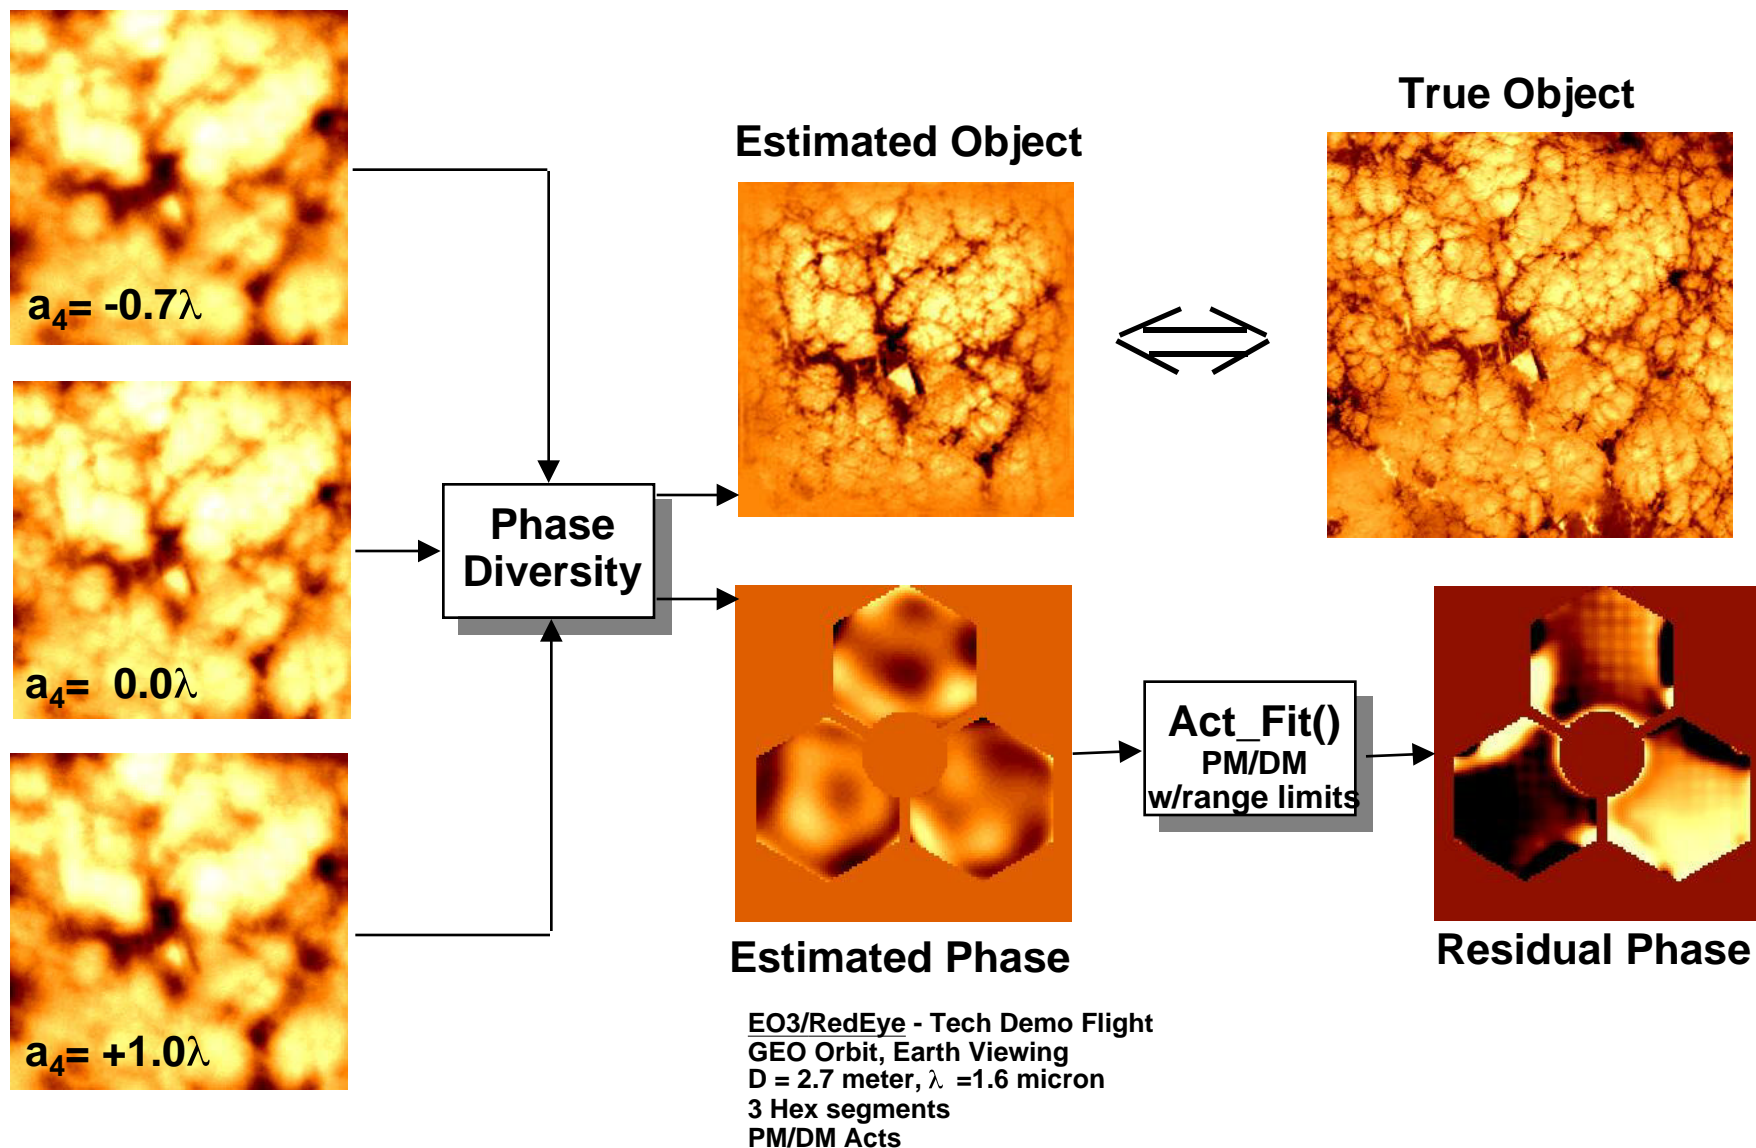 True Object
Estimated Object
a4= -0.7λ
Phase
Diversity
a4= 0.0λ
Act_Fit()
PM/DM
w/range limits
Estimated Phase
Residual Phase
a4= +1.0λ
EO3/RedEye - Tech Demo Flight
GEO Orbit, Earth Viewing
D = 2.7 meter, λ =1.6 micron
3 Hex segments
PM/DM Acts